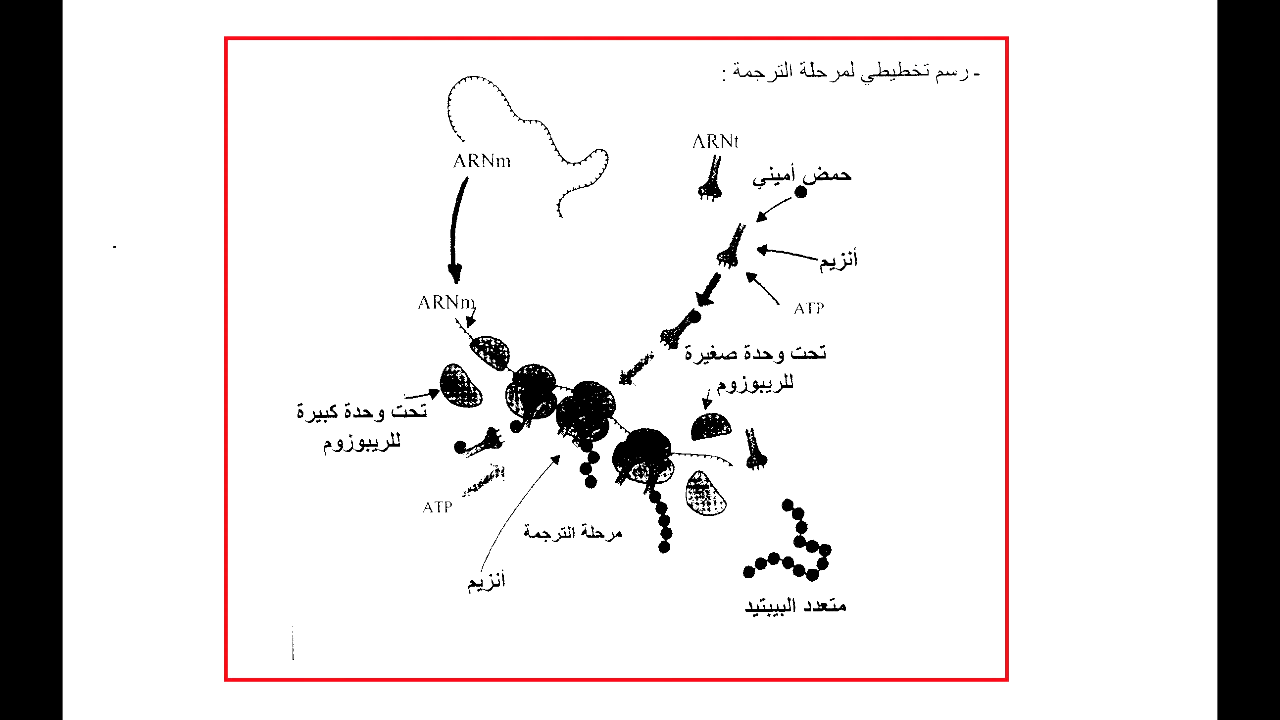 - رسم تخطيطي لمرحلة الترجمة :
ARNt
ARNm
حمض أميني
أنزيم
ARNm
ATP
تحت وحدة صغيرة
للريبوزوم
تحت وحدة كبيرة
للريبوزوم
ATP
مرحلة الترجمة
أنزيم
متعدد الببتيد